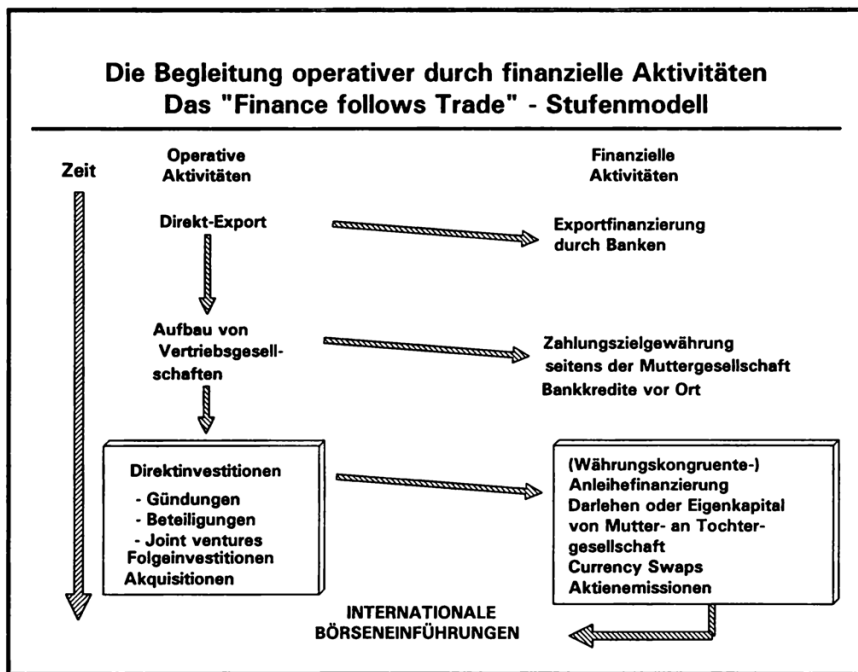 Die Begleitung operativer durch finanzielle Aktivitäten
Das "Finance follows Trade" - Stufenmodell
Zeit
Operative
Aktivitäten
Finanzielle
Aktivitäten
Direkt-Export
Exportfinanzierung
durch Banken
Aufbau von
Vertriebsgesell-
schaften
Zahlungszielgewährung
seitens der Muttergesellschaft
Bankkredite vor Ort
Direktinvestitionen
- Gündungen
- Beteiligungen
- Joint ventures
Folgeinvestitionen
Akquisitionen
(Währungskongruente-)
Anleihefinanzierung
Darlehen oder Eigenkapital
von Mutter- an Tochter-
gesellschaft
Currency Swaps
Aktienemissionen
INTERNATIONALE
BÖRSENEINFÜHRUNGEN